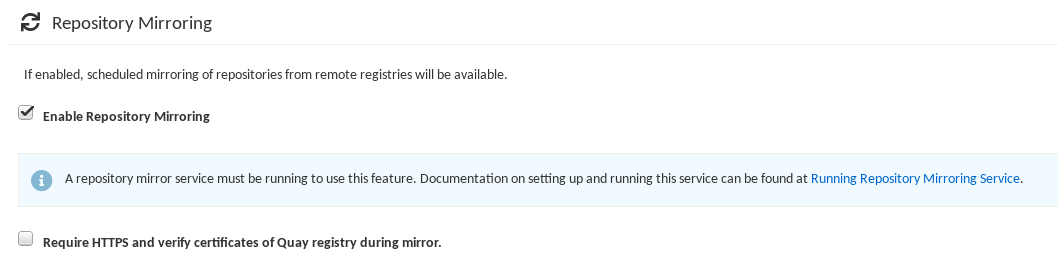 Repository Mirroring
If enabled, scheduled mirroring of repositories from remote registries will be available.
Enable Repository Mirroring
A repository mirror service must be running to use this feature. Documentation on setting up and running this service can be found at Running Repository Mirroring Service.
Require HTTPS and verify certificates of Quay registry during mirror.